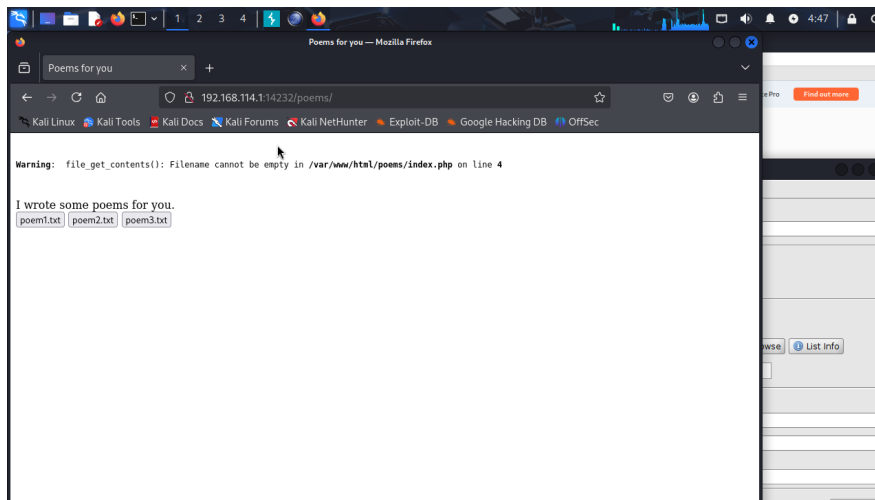 1 2 3 4 4:47
Poems for you — Mozilla Firefox
Poems for you
192.168.114.1:14232/poems/
Kali Linux Kali Tools Kali Docs Kali Forums Kali NetHunter Exploit-DB Google Hacking DB OffSec
Pro Find out more
Warning: file_get_contents(): Filename cannot be empty in /var/www/html/poems/index.php on line 4
I wrote some poems for you.
poem1.txt poem2.txt poem3.txt
List Info